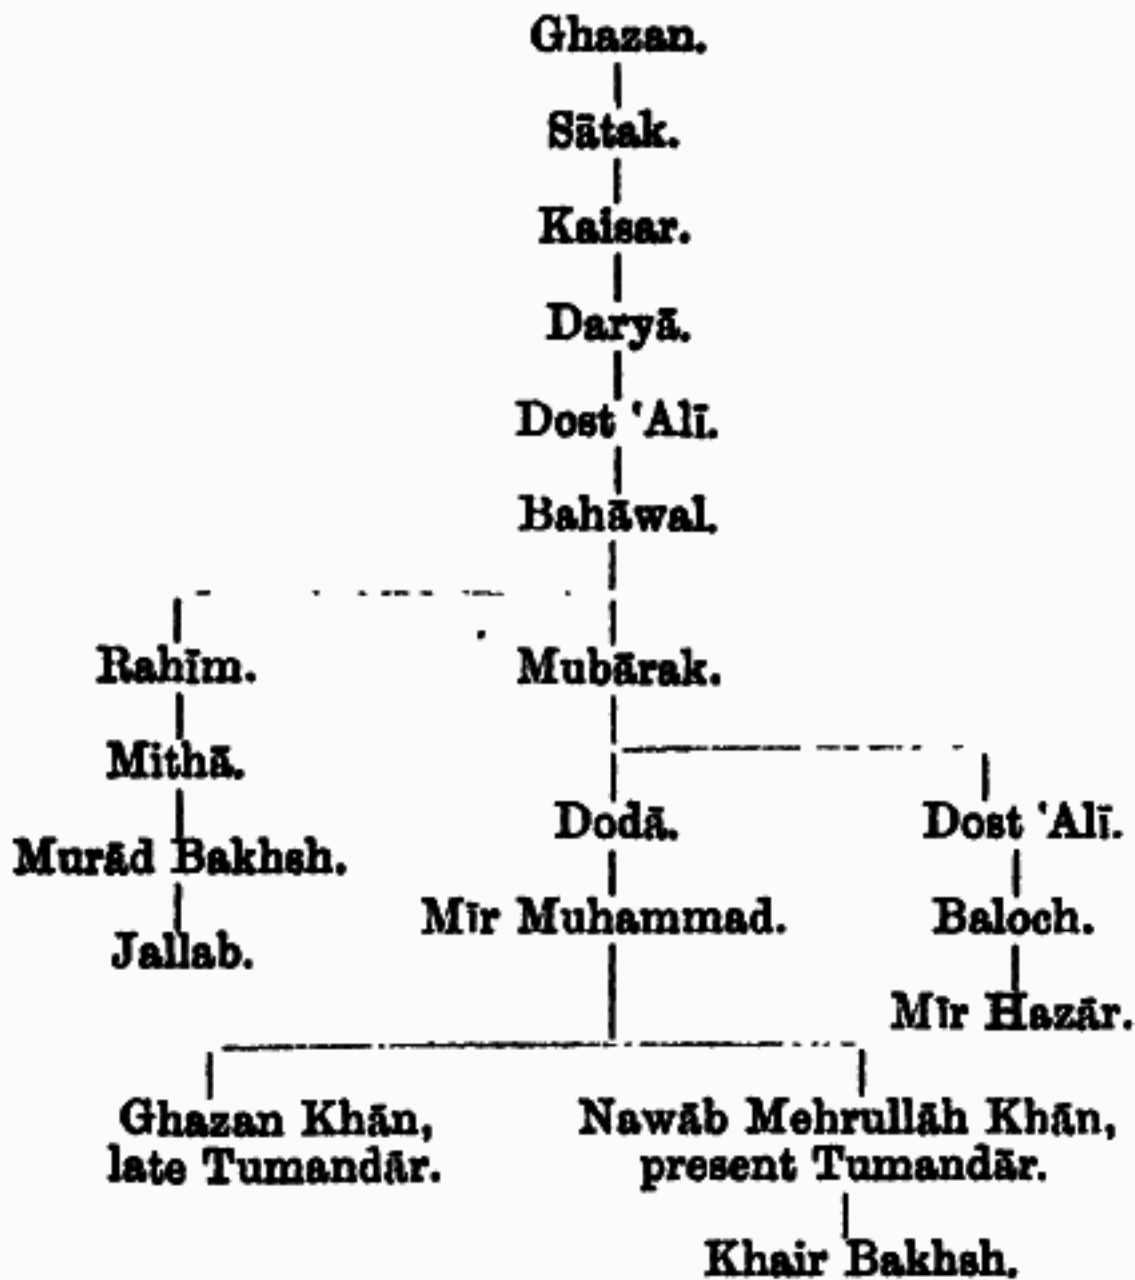 Ghazan.
Sātak.
Kaisar.
Daryā.
Dost ‘Alī.
Bahāwal.
Rahīm.
Mubārak.
Mithā.
Dodā.
Dost ‘Alī.
Murād Bakhsh.
Mīr Muhammad.
Baloch.
Jallab.
Mīr Hazār.
Ghazan Khān,
late Tumandār.
Nawāb Mehrullāh Khān,
present Tumandār.
Khair Bakhsh.